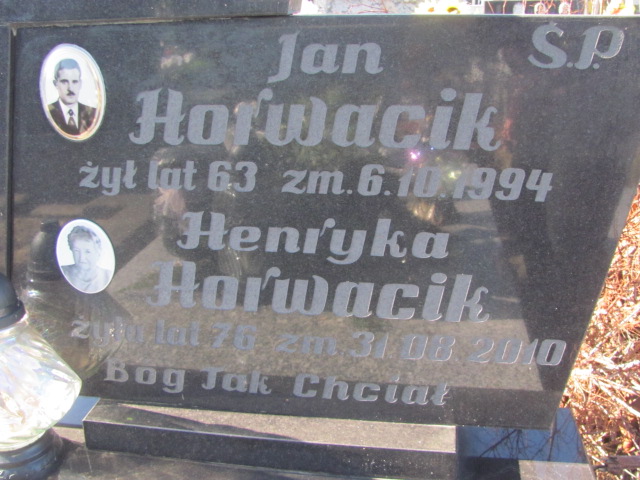 Ś.P.
Jan
Horwacik
żył lat 63 zm. 6.10.1994
Henryka
Horwacik
żyła lat 76 zm. 31.08.2010
Bóg Tak Chciał